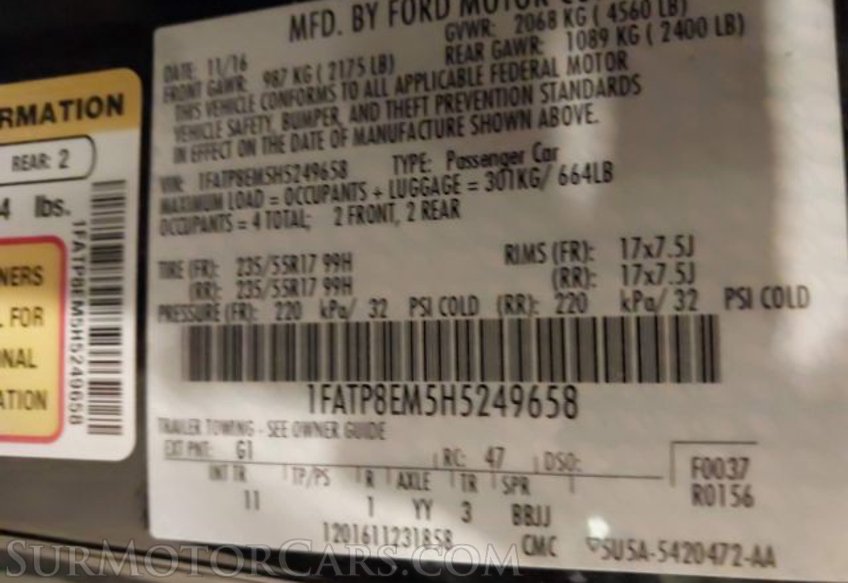 RMATION
REAR: 2
4 lbs.
NERS
FOR
NAL
ATION
1FATP8EM5H5249658
MFD. BY FORD MOTOR CO
DATE: 11/16 GVWR: 2068 KG ( 4560 LB)
FRONT GAWR: 987 KG ( 2175 LB) REAR GAWR: 1089 KG ( 2400 LB)
THIS VEHICLE CONFORMS TO ALL APPLICABLE FEDERAL MOTOR
VEHICLE SAFETY, BUMPER, AND THEFT PREVENTION STANDARDS
IN EFFECT ON THE DATE OF MANUFACTURE SHOWN ABOVE.
VIN: 1FATP8EM5H5249658 TYPE: Passenger Car
MAXIMUM LOAD = OCCUPANTS + LUGGAGE = 301KG/ 664LB
OCCUPANTS = 4 TOTAL; 2 FRONT, 2 REAR
TIRE (FR): 235/55R17 99H RIMS (FR): 17x7.5J
(RR): 235/55R17 99H (RR): 17x7.5J
PRESSURE (FR): 220 kPa/ 32 PSI COLD (RR): 220 kPa/ 32 PSI COLD
1FATP8EM5H5249658
TRAILER TOWING - SEE OWNER GUIDE
EXT PNT: G1 RC: 47 DSO: F0037
INT TR TP/PS R AXLE TR SPR R0156
11 1 YY 3 BBJJ
1201611231858 CMC SU5A-5420472-AA
SURMOTORCARS.COM